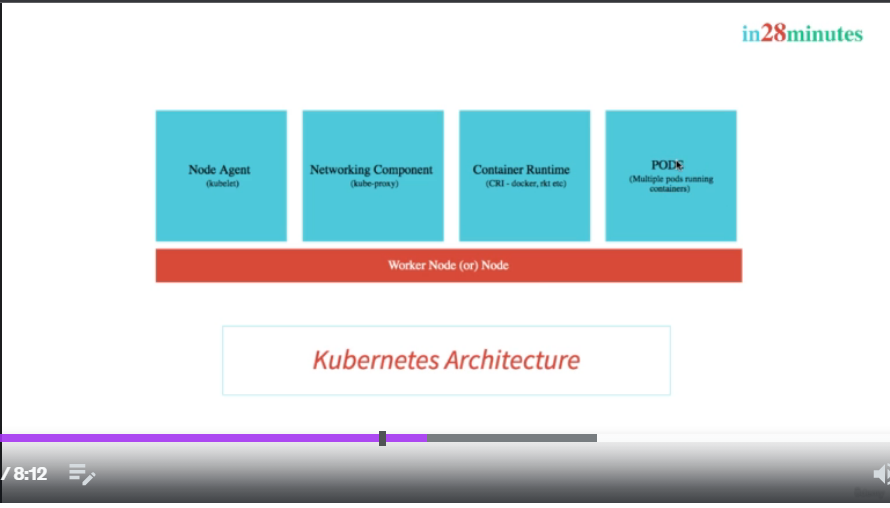 in28minutes
Node Agent
(kubelet)
Networking Component
(kube-proxy)
Container Runtime
(CRI - docker, rkt etc)
PODS
(Multiple pods running
containers)
Worker Node (or) Node
Kubernetes Architecture
/ 8:12